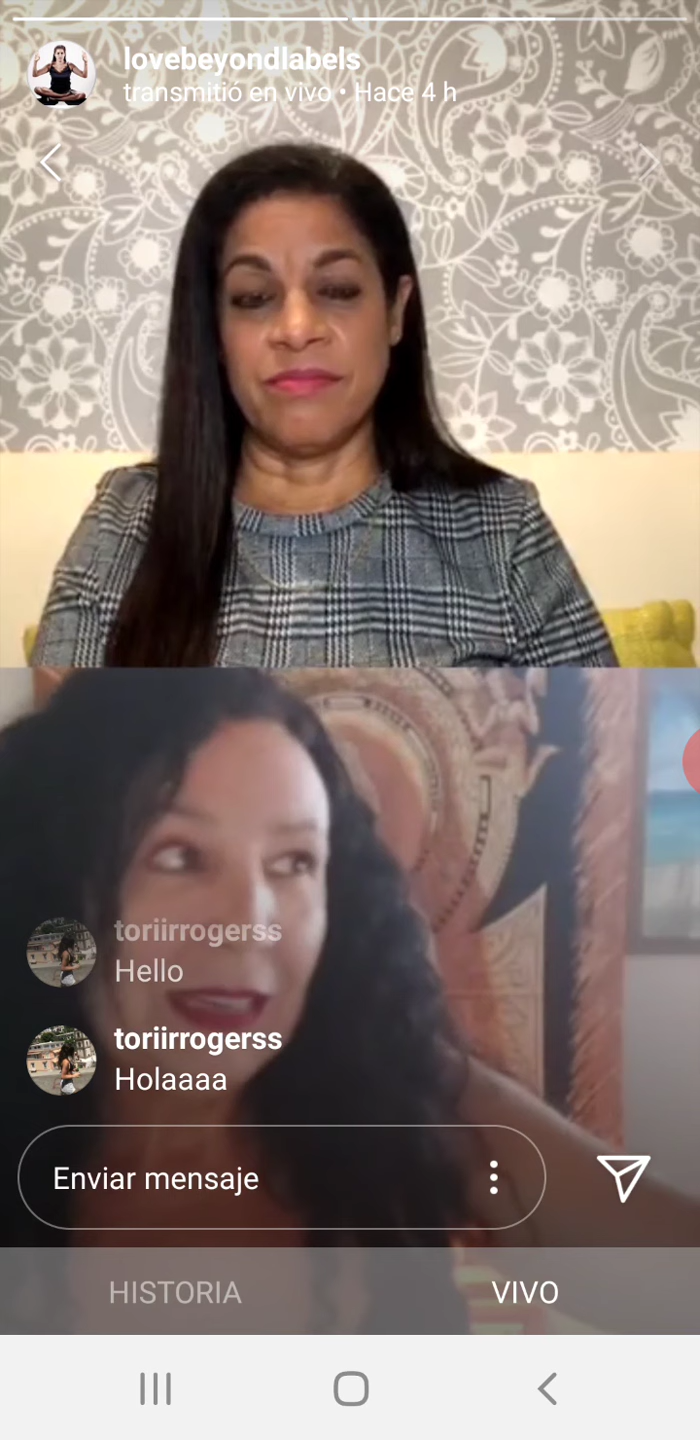 lovebeyondlabels
transmitió en vivo • Hace 4 h
toriirrogerss
Hello
toriirrogerss
Holaaaa
Enviar mensaje
HISTORIA
VIVO